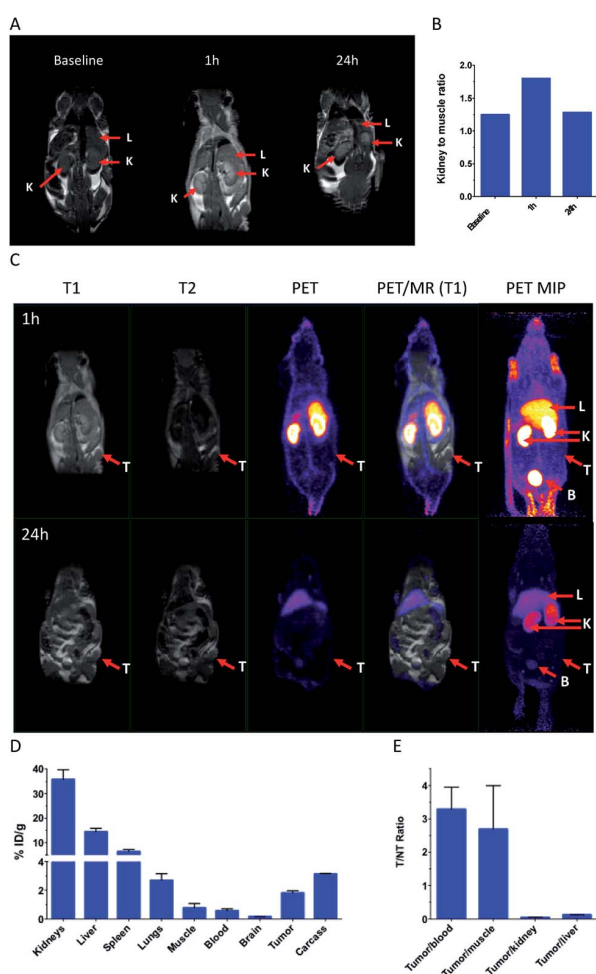 A
Baseline
1h
24h
L
K
K
L
K
K
L
K
K
B
Kidney to muscle ratio
2.0
1.5
1.0
0.5
0.0
Baseline
1h
24h
C
T1
T2
PET
PET/MR (T1)
PET MIP
1h
T
T
T
T
L
K
T
B
24h
T
T
T
T
L
K
T
B
D
% ID/g
40
30
20
10
4
2
0
Kidneys
Liver
Spleen
Lungs
Muscle
Blood
Brain
Tumor
Carcass
E
T/NT Ratio
4
3
2
1
0
Tumor/blood
Tumor/muscle
Tumor/kidney
Tumor/liver